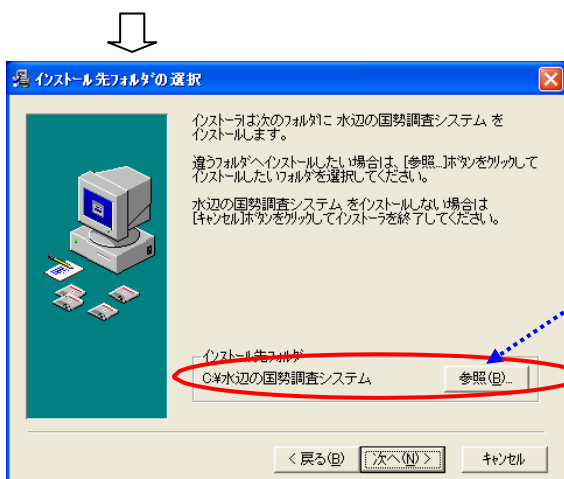 インストール先フォルダの選択
インストーラは次のフォルダに 水辺の国勢調査システム を
インストールします。
違うフォルダへインストールしたい場合は、[参照...]ボタンをクリックして
インストールしたいフォルダを選択してください。
水辺の国勢調査システム をインストールしない場合は
[キャンセル]ボタンをクリックしてインストーラを終了してください。
インストール先フォルダ
C:¥水辺の国勢調査システム
参照(B)...
< 戻る(B)
次へ(N) >
キャンセル